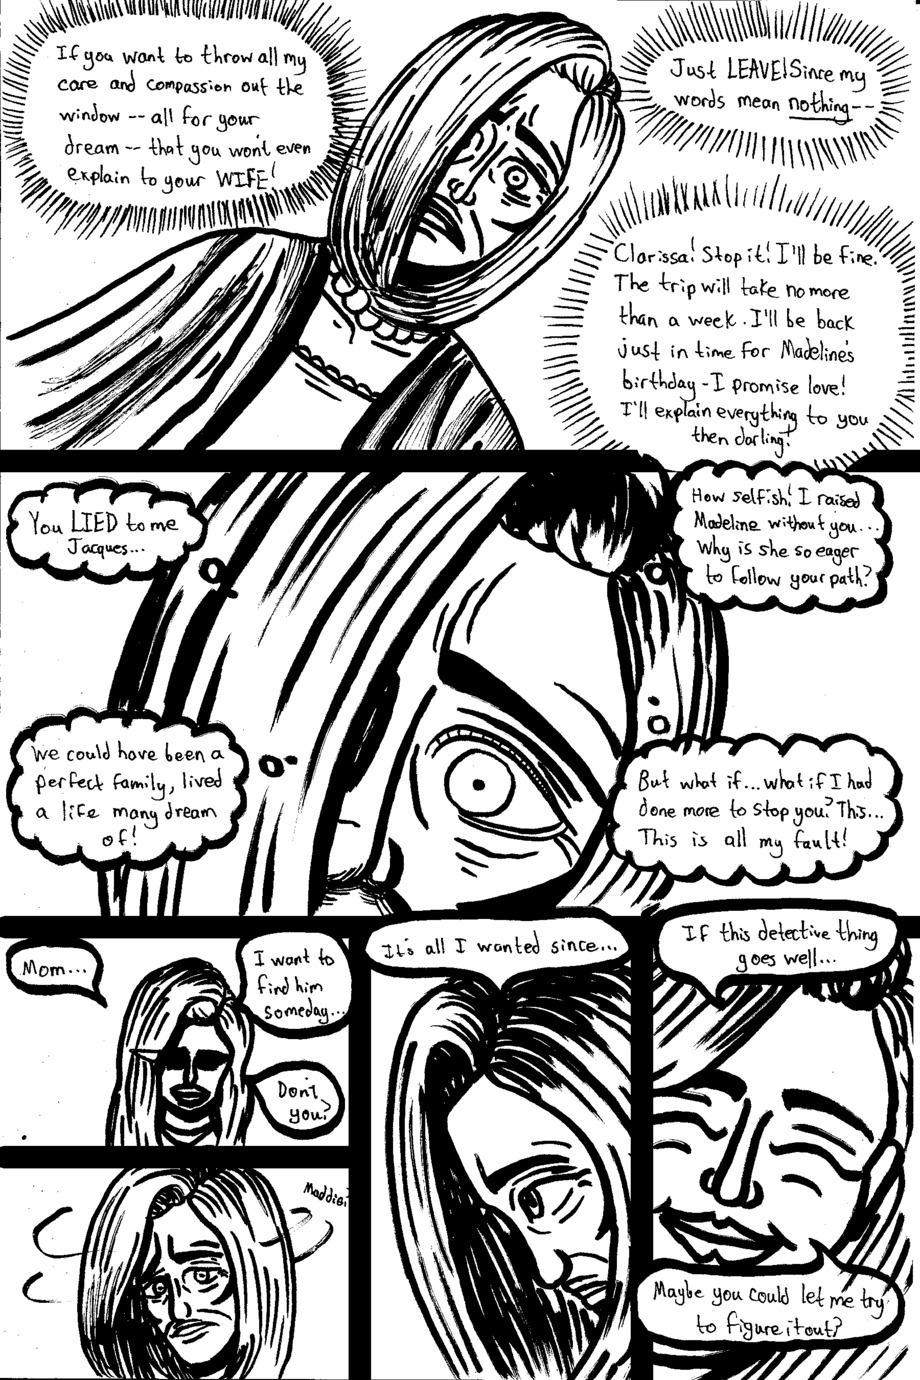 If you want to throw all my
care and compassion out the
window -- all for your
dream -- that you won't even
explain to your WIFE!
Just LEAVE! Since my
words mean nothing--
Clarissa! Stop it! I'll be fine.
The trip will take no more
than a week. I'll be back
just in time for Madeline's
birthday - I promise love!
I'll explain everything to you
then darling!
You LIED to me
Jacques...
How selfish! I raised
Madeline without you...
Why is she so eager
to follow your path?
We could have been a
perfect family, lived
a life many dream
of!
But what if...what if I had
done more to stop you? This...
This is all my fault!
Mom...
I want to
find him
someday...
Don't
you?
Maddie!
It's all I wanted since...
If this detective thing
goes well...
Maybe you could let me try
to figure it out?